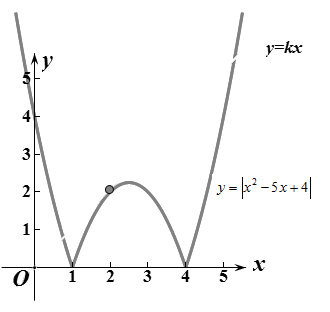 y
y=kx
5
4
3
y = |x² − 5x + 4|
2
1
O 1 2 3 4 5 x